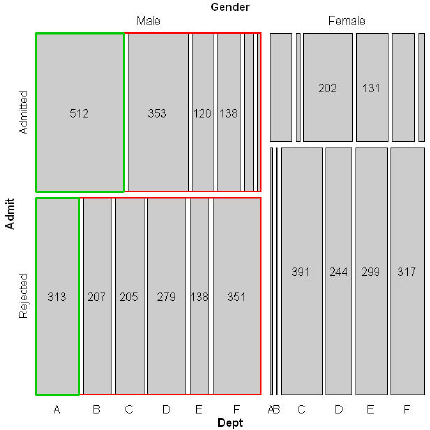 Gender
Male Female
Admitted
512 353 120 138 202 131
Admit
Rejected
313 207 205 279 138 351 391 244 299 317
A B C D E F A B C D E F
Dept